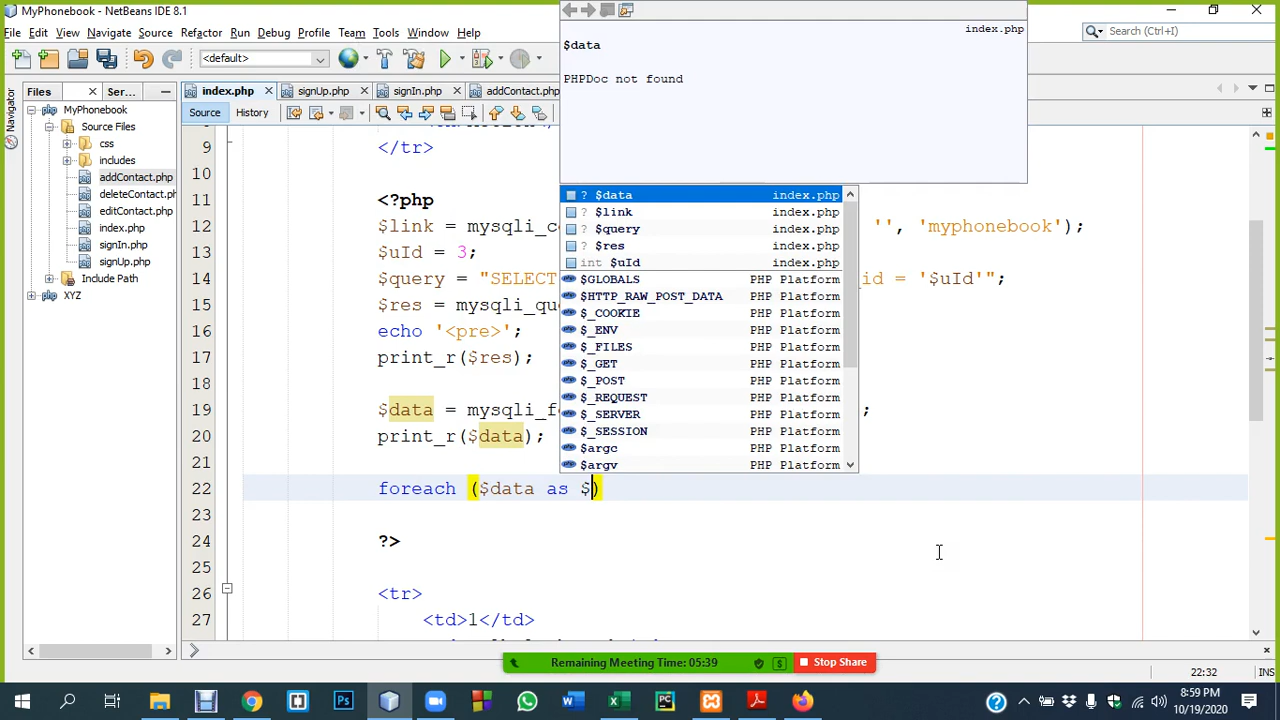 MyPhonebook - NetBeans IDE 8.1
File Edit View Navigate Source Refactor Run Debug Profile Team Tools Window Help
Search (Ctrl+I)
<default>
index.php
$data
PHPDoc not found
Files Ser...
index.php signUp.php signIn.php addContact.php
Navigator
Source History
MyPhonebook
Source Files
css
includes
addContact.php
deleteContact.ph
editContact.php
index.php
signIn.php
signUp.php
Include Path
XYZ
9 </tr>
10
11 <?php
12 $link = mysqli_co '', 'myphonebook');
13 $uId = 3;
14 $query = "SELECT id = '$uId'";
15 $res = mysqli_qu
16 echo '<pre>';
17 print_r($res);
18
19 $data = mysqli_fe ;
20 print_r($data);
21
22 foreach ($data as $)
23
24 ?>
25
26 <tr>
27 <td>1</td>
? $data index.php
? $link index.php
? $query index.php
? $res index.php
int $uId index.php
$GLOBALS PHP Platform
$HTTP_RAW_POST_DATA PHP Platform
$_COOKIE PHP Platform
$_ENV PHP Platform
$_FILES PHP Platform
$_GET PHP Platform
$_POST PHP Platform
$_REQUEST PHP Platform
$_SERVER PHP Platform
$_SESSION PHP Platform
$argc PHP Platform
$argv PHP Platform
Remaining Meeting Time: 05:39 Stop Share
22:32 INS
8:59 PM
10/19/2020